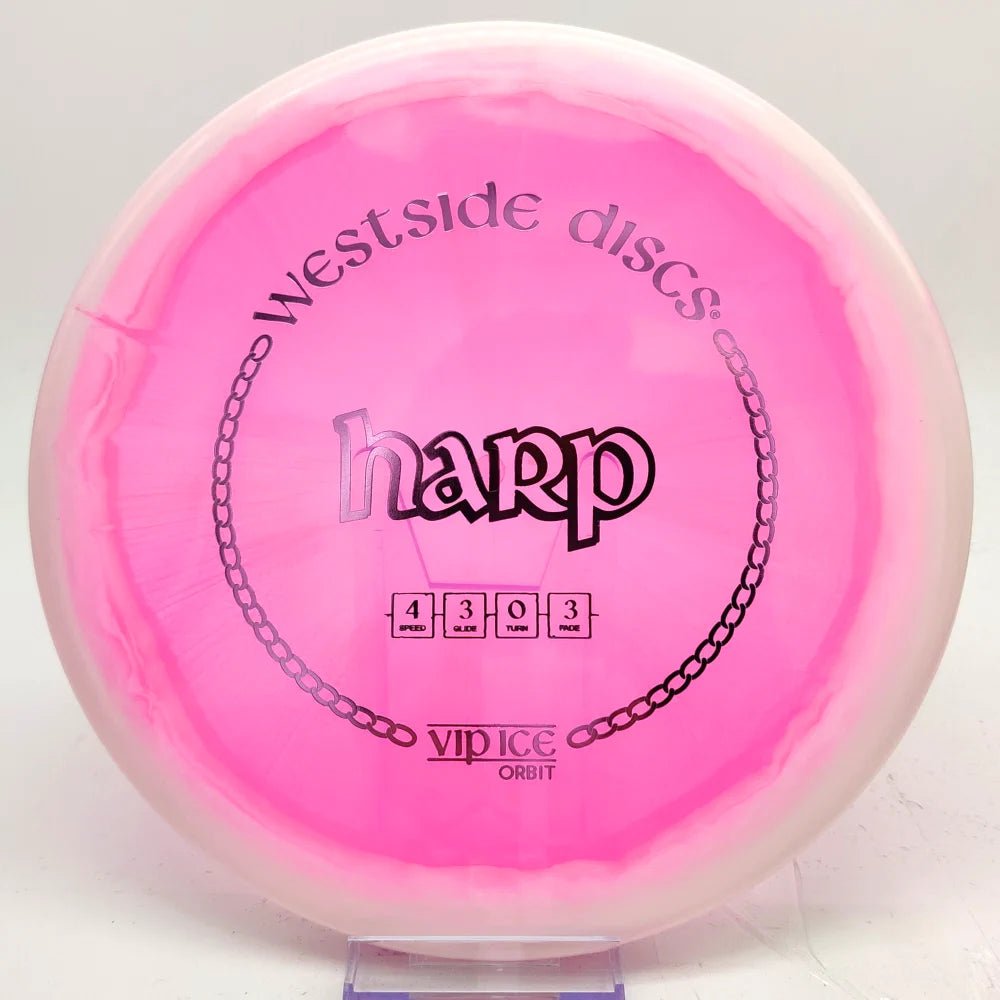 westside discs®
harp
4 3 0 3
SPEED GLIDE TURN FADE
VIP ICE
ORBIT